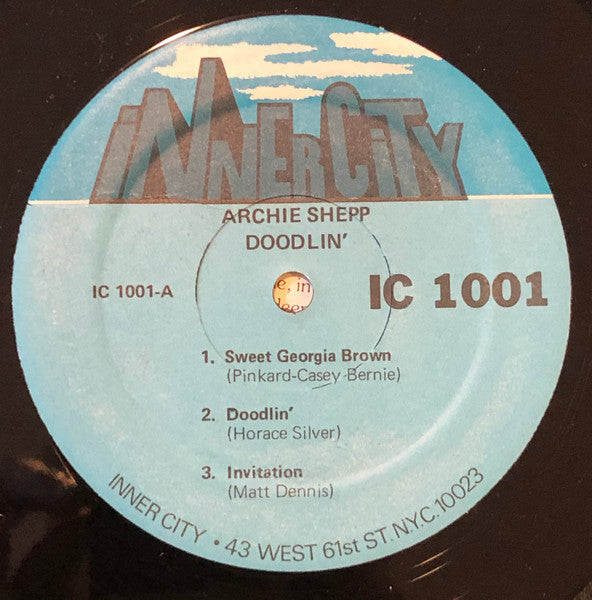 INNER CITY
ARCHIE SHEPP
DOODLIN'
IC 1001-A
e, in
IC 1001
1. Sweet Georgia Brown
(Pinkard-Casey Bernie)
2. Doodlin'
(Horace Silver)
3. Invitation
(Matt Dennis)
INNER CITY • 43 WEST 61st ST. N.Y.C. 10023